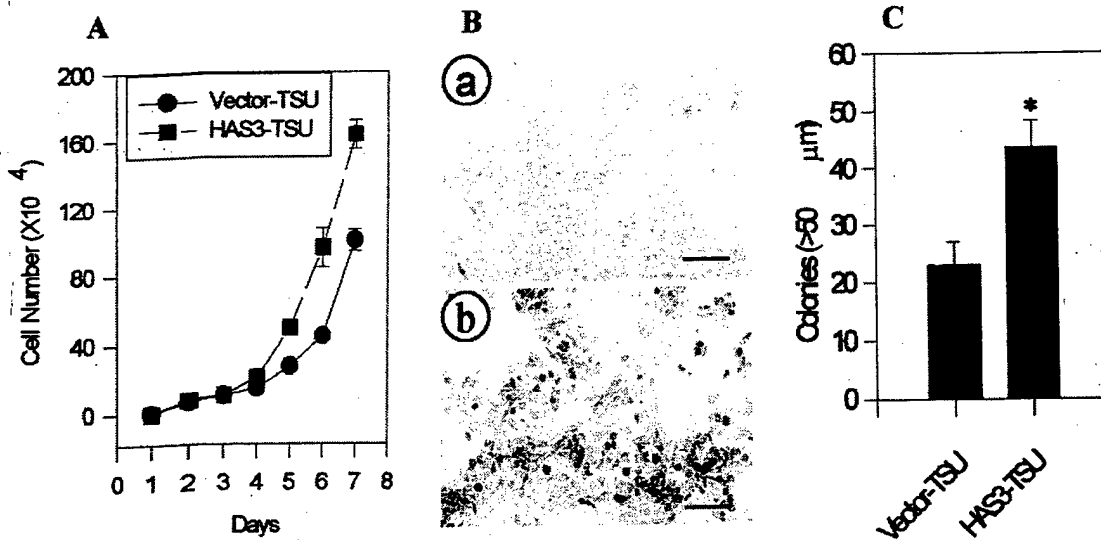 A
200
160
120
80
40
0
Cell Number (X10 4)
Vector-TSU
HAS3-TSU
0 1 2 3 4 5 6 7 8
Days
B
a
b
C
60
50
40
30
20
10
0
Colonies (>50 µm)
*
Vector-TSU
HAS3-TSU